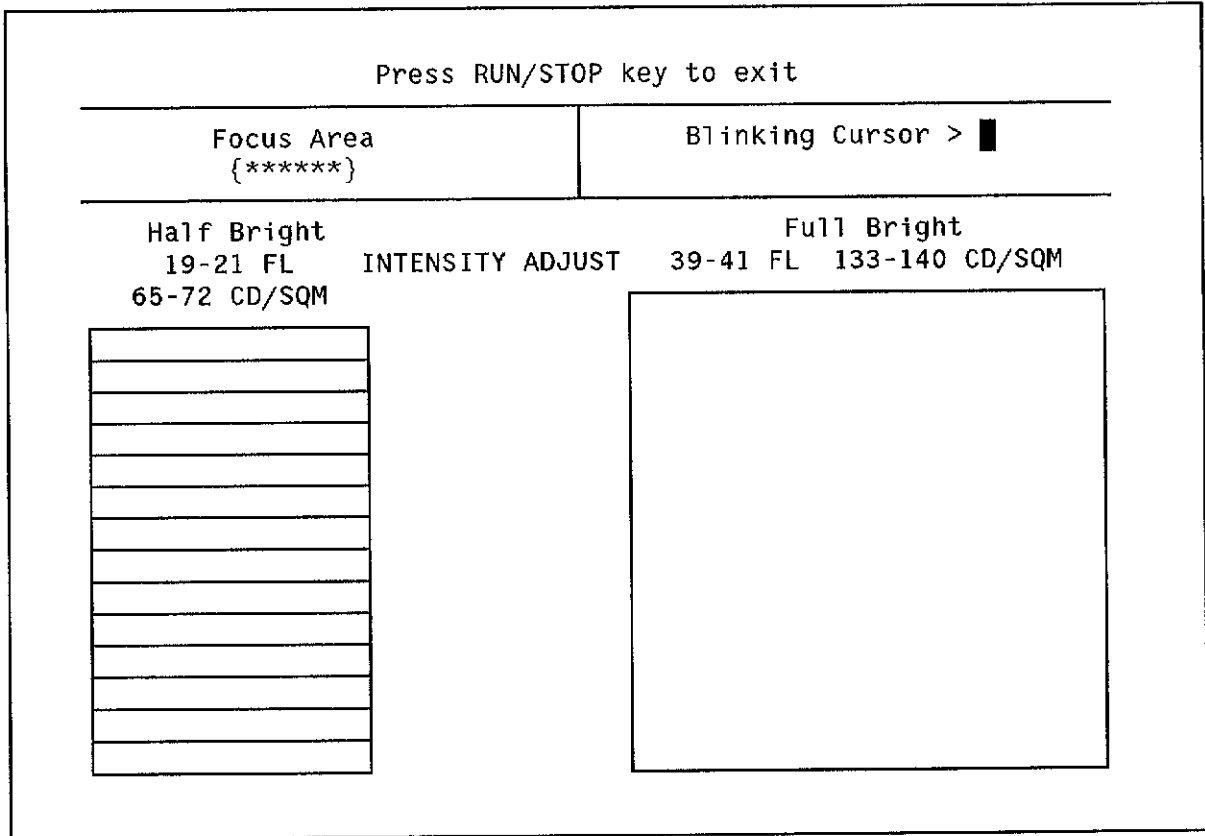 Press RUN/STOP key to exit
Focus Area
{******}
Blinking Cursor >
Half Bright
19-21 FL
65-72 CD/SQM
INTENSITY ADJUST
Full Bright
39-41 FL 133-140 CD/SQM